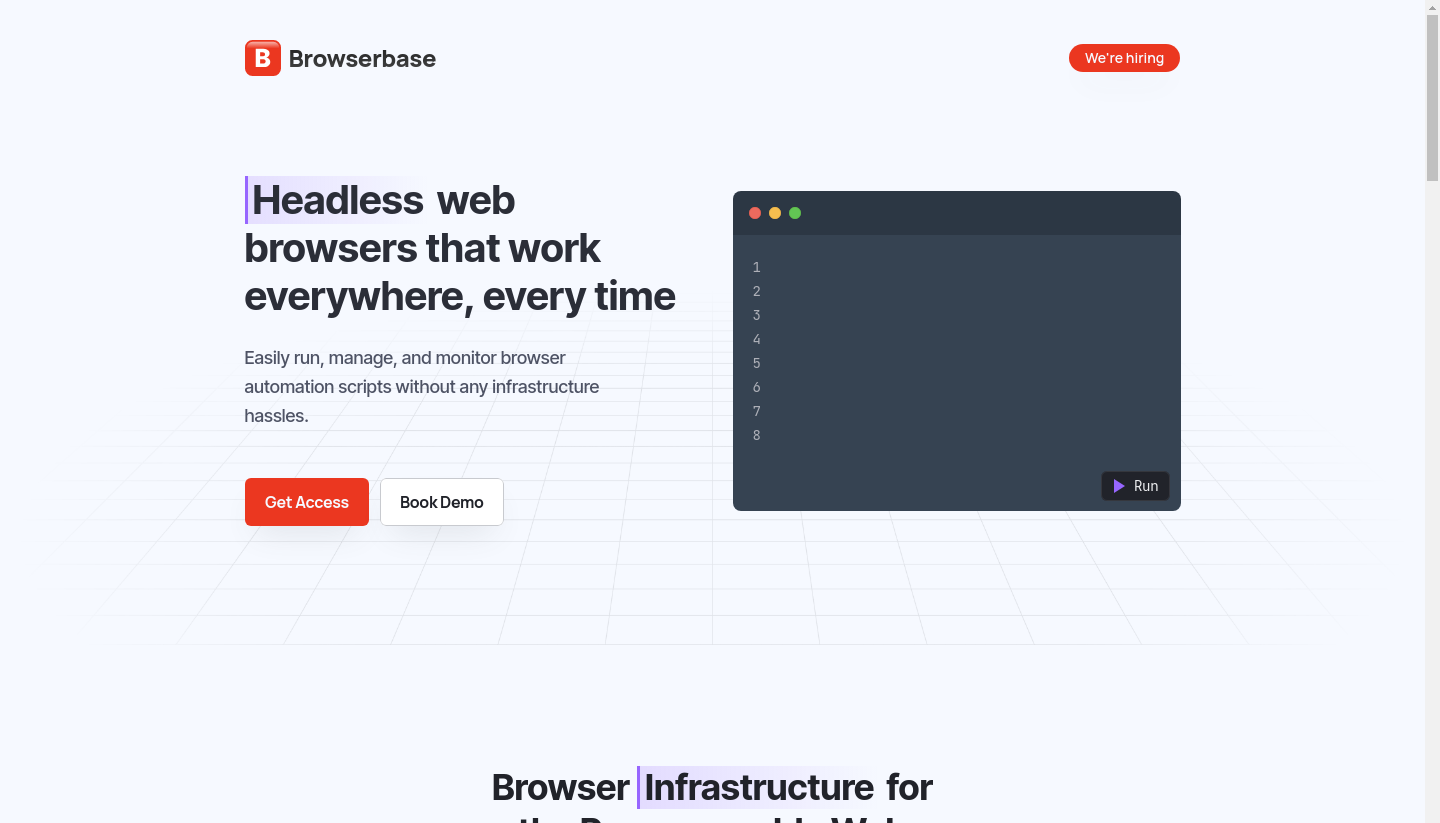 B Browserbase
We're hiring
Headless web
browsers that work
everywhere, every time
Easily run, manage, and monitor browser
automation scripts without any infrastructure
hassles.
Get Access
Book Demo
1
2
3
4
5
6
7
8
Run
Browser Infrastructure for